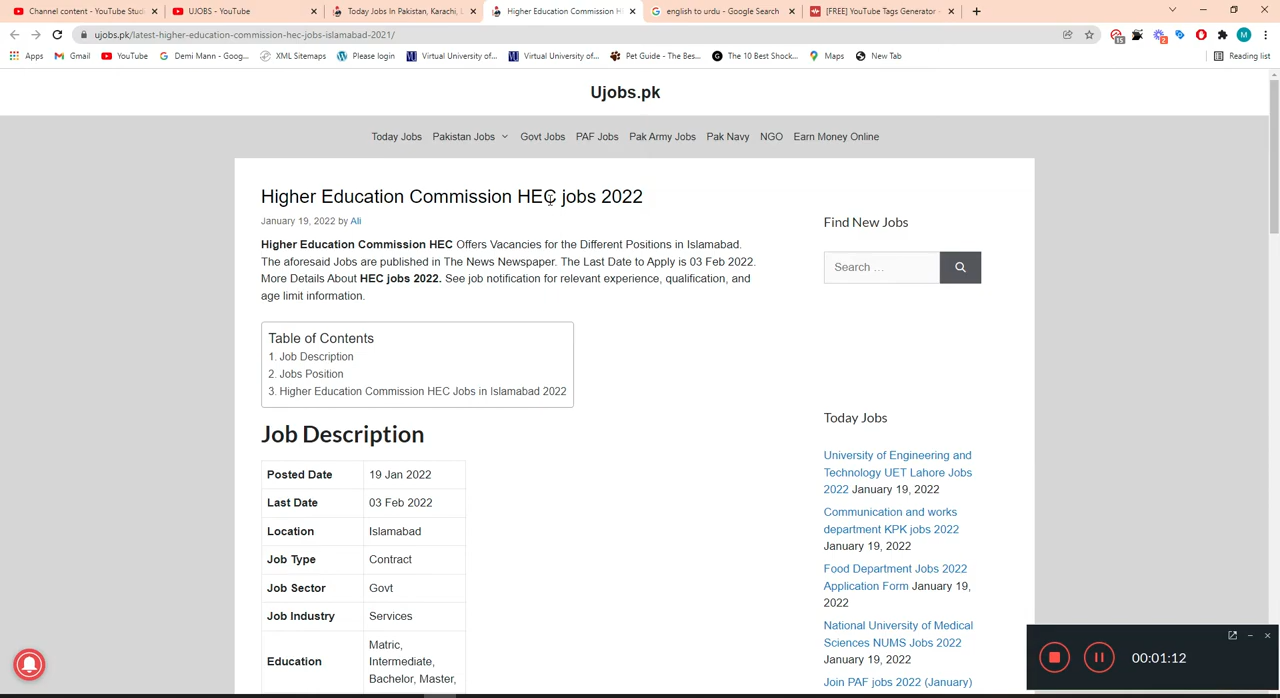 Channel content - YouTube Studi
UJOBS - YouTube
Today Jobs In Pakistan, Karachi, L
Higher Education Commission H
english to urdu - Google Search
[FREE] YouTube Tags Generator -
ujobs.pk/latest-higher-education-commission-hec-jobs-islamabad-2021/
15
2
M
Apps
Gmail
YouTube
Demi Mann - Goog...
XML Sitemaps
Please login
Virtual University of...
Virtual University of...
Pet Guide - The Bes...
The 10 Best Shock...
Maps
New Tab
Reading list
Ujobs.pk
Today Jobs
Pakistan Jobs
Govt Jobs
PAF Jobs
Pak Army Jobs
Pak Navy
NGO
Earn Money Online
Higher Education Commission HEC jobs 2022
January 19, 2022 by Ali
Higher Education Commission HEC Offers Vacancies for the Different Positions in Islamabad.
The aforesaid Jobs are published in The News Newspaper. The Last Date to Apply is 03 Feb 2022.
More Details About HEC jobs 2022. See job notification for relevant experience, qualification, and
age limit information.
Table of Contents
1. Job Description
2. Jobs Position
3. Higher Education Commission HEC Jobs in Islamabad 2022
Job Description
Posted Date 19 Jan 2022
Last Date 03 Feb 2022
Location Islamabad
Job Type Contract
Job Sector Govt
Job Industry Services
Education Matric,
Intermediate,
Bachelor, Master,
Find New Jobs
Search …
Today Jobs
University of Engineering and
Technology UET Lahore Jobs
2022 January 19, 2022
Communication and works
department KPK jobs 2022
January 19, 2022
Food Department Jobs 2022
Application Form January 19,
2022
National University of Medical
Sciences NUMS Jobs 2022
January 19, 2022
Join PAF jobs 2022 (January)
00:01:12